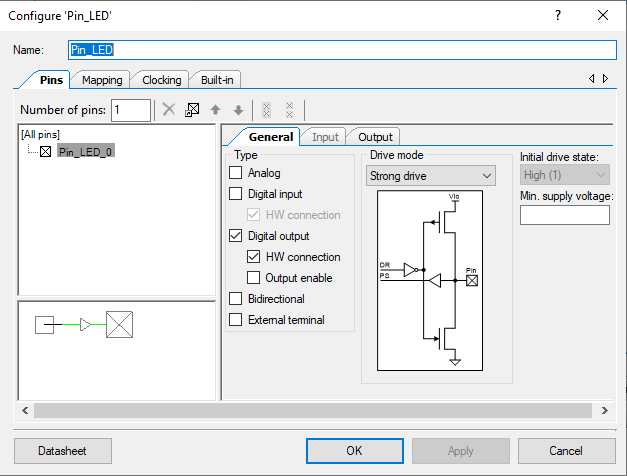 Configure 'Pin_LED'
?
Name:
Pin_LED
Pins
Mapping
Clocking
Built-in
Number of pins:
1
[All pins]
Pin_LED_0
General
Input
Output
Type
Analog
Digital input
HW connection
Digital output
HW connection
Output enable
Bidirectional
External terminal
Drive mode
Strong drive
Vio
DR
PS
Pin
Initial drive state:
High (1)
Min. supply voltage:
Datasheet
OK
Apply
Cancel